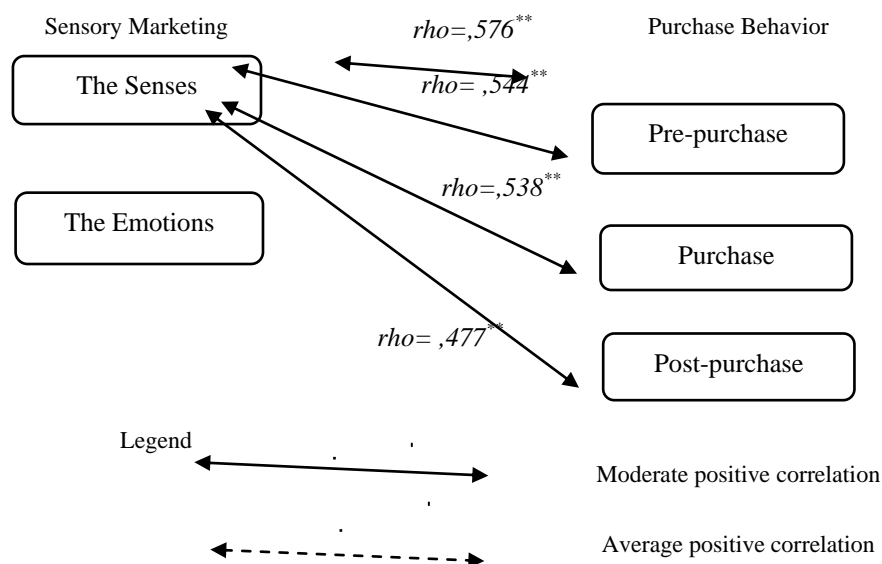 Sensory Marketing
rho=,576**
Purchase Behavior
The Senses
rho= ,544**
Pre-purchase
rho=,538**
The Emotions
Purchase
rho= ,477**
Post-purchase
Legend
Moderate positive correlation
Average positive correlation